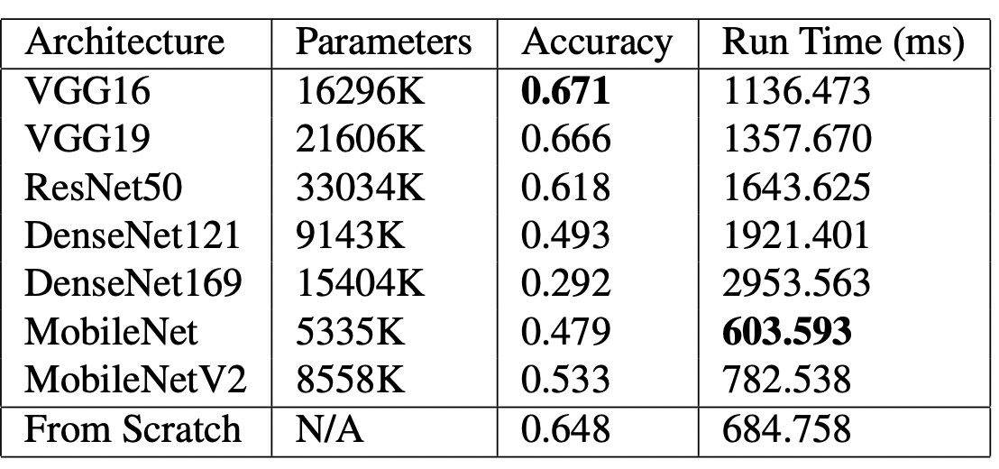 Architecture Parameters Accuracy Run Time (ms)
VGG16 16296K 0.671 1136.473
VGG19 21606K 0.666 1357.670
ResNet50 33034K 0.618 1643.625
DenseNet121 9143K 0.493 1921.401
DenseNet169 15404K 0.292 2953.563
MobileNet 5335K 0.479 603.593
MobileNetV2 8558K 0.533 782.538
From Scratch N/A 0.648 684.758